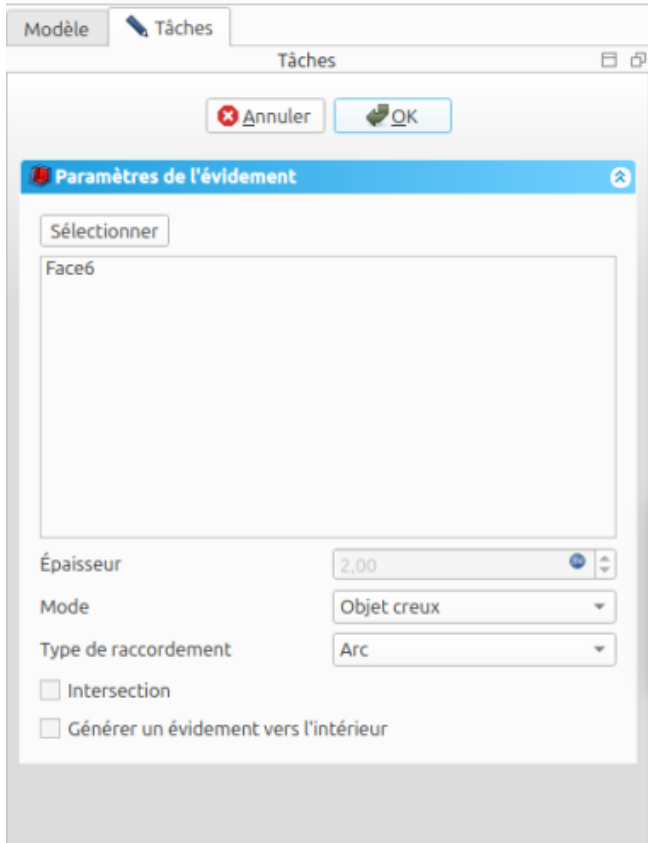 Modèle
Tâches
Tâches
Annuler
OK
Paramètres de l'évidement
Sélectionner
Face6
Épaisseur
2,00
Mode
Objet creux
Type de raccordement
Arc
Intersection
Générer un évidement vers l'intérieur